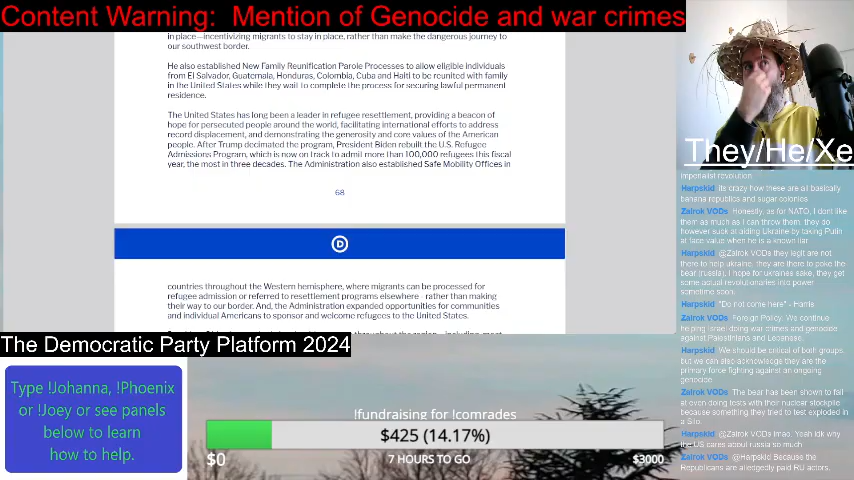 Content Warning:  Mention of Genocide and war crimes
in place—incentivizing migrants to stay in place, rather than make the dangerous journey to
our southwest border.
He also established New Family Reunification Parole Processes to allow eligible individuals
from El Salvador, Guatemala, Honduras, Colombia, Cuba and Haiti to be reunited with family
in the United States while they wait to complete the process for securing lawful permanent
residence.
The United States has long been a leader in refugee resettlement, providing a beacon of
hope for persecuted people around the world, facilitating international efforts to address
record displacement, and demonstrating the generosity and core values of the American
people. After Trump decimated the program, President Biden rebuilt the U.S. Refugee
Admissions Program, which is now on track to admit more than 100,000 refugees this fiscal
year, the most in three decades. The Administration also established Safe Mobility Offices in
68
D
countries throughout the Western hemisphere, where migrants can be processed for
refugee admission or referred to resettlement programs elsewhere – rather than making
their way to our border. And, the Administration expanded opportunities for communities
and individual Americans to sponsor and welcome refugees to the United States.
The Democratic Party Platform 2024
Type !Johanna, !Phoenix
or !Joey or see panels
below to learn
how to help.
!fundraising for !comrades
$425 (14.17%)
$0
7 HOURS TO GO
$3000
They/He/Xe
imperialist revolution
Harpskid Its crazy how these are all basically
banana republics and sugar colonies
Zalrok VODs Honestly, as for NATO, I dont like
them as much as I can throw them, they do
however suck at aiding Ukraine by taking Putin
at face value when he is a known liar
Harpskid @Zalrok VODs they legit are not
there to help ukraine, they are there to poke the
bear (russia). I hope for ukraines sake, they get
some actual revolutionaries into power
sometime soon.
Harpskid "Do not come here" - Harris
Zalrok VODs Foreign Policy: We continue
helping Israel doing war crimes and genocide
against Palestinians and Lebonese.
Harpskid We should be critical of both groups,
but we can also acknowledge they are the
primary force fighting against an ongoing
genocide
Zalrok VODs The bear has been shown to fail
at even doing tests with their nuclear stockpile
because something they tried to test exploded in
a Silo.
Harpskid @Zalrok VODs lmao. Yeah idk why
the US cares about russia so much
Zalrok VODs @Harpskid Because the
Republicans are alledgedly paid RU actors.